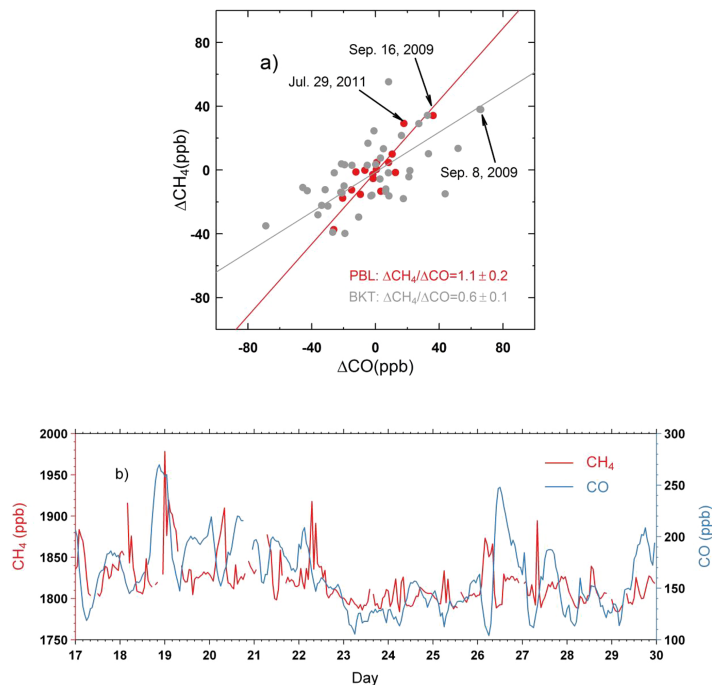 a)
80
40
0
-40
-80
ΔCH₄(ppb)
Sep. 16, 2009
Jul. 29, 2011
Sep. 8, 2009
PBL: ΔCH₄/ΔCO=1.1±0.2
BKT: ΔCH₄/ΔCO=0.6±0.1
-80 -40 0 40 80
ΔCO(ppb)
b)
2000
1950
1900
1850
1800
1750
CH₄ (ppb)
CH₄
CO
300
250
200
150
100
CO (ppb)
17 18 19 20 21 22 23 24 25 26 27 28 29 30
Day